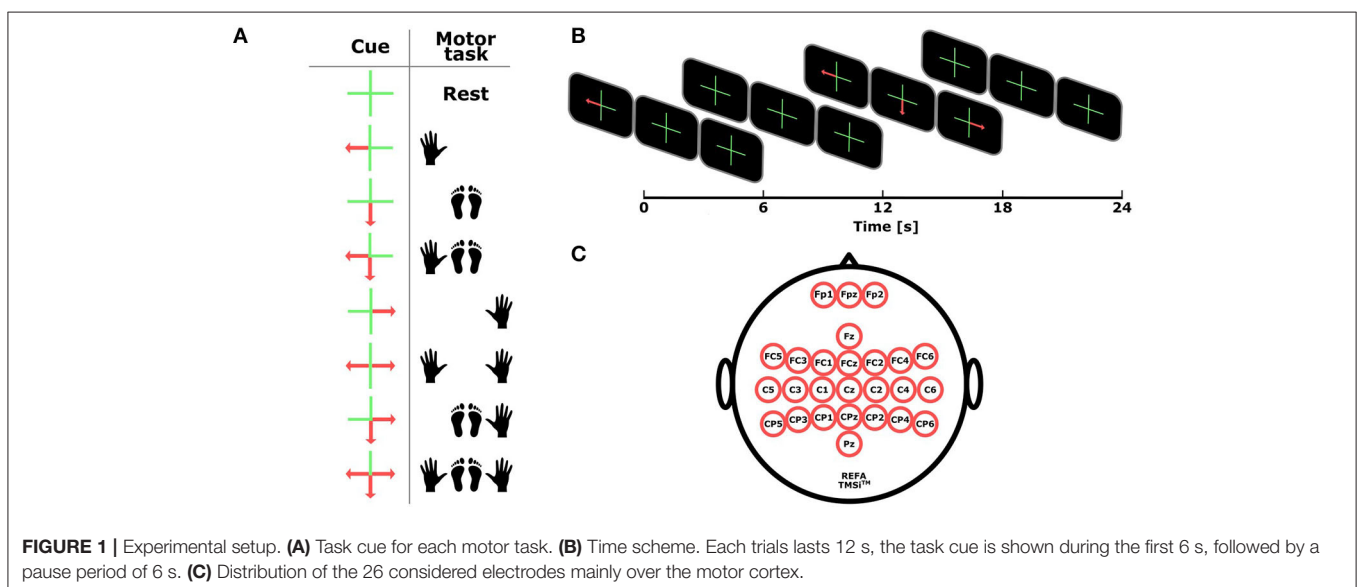 A
Cue Motor task
Rest
B
0 6 12 18 24
Time [s]
C
Fp1 Fpz Fp2
Fz
FC5 FC3 FC1 FCz FC2 FC4 FC6
C5 C3 C1 Cz C2 C4 C6
CP5 CP3 CP1 CPz CP2 CP4 CP6
Pz
REFA
TMSi™
FIGURE 1 | Experimental setup. (A) Task cue for each motor task. (B) Time scheme. Each trials lasts 12 s, the task cue is shown during the first 6 s, followed by a
pause period of 6 s. (C) Distribution of the 26 considered electrodes mainly over the motor cortex.